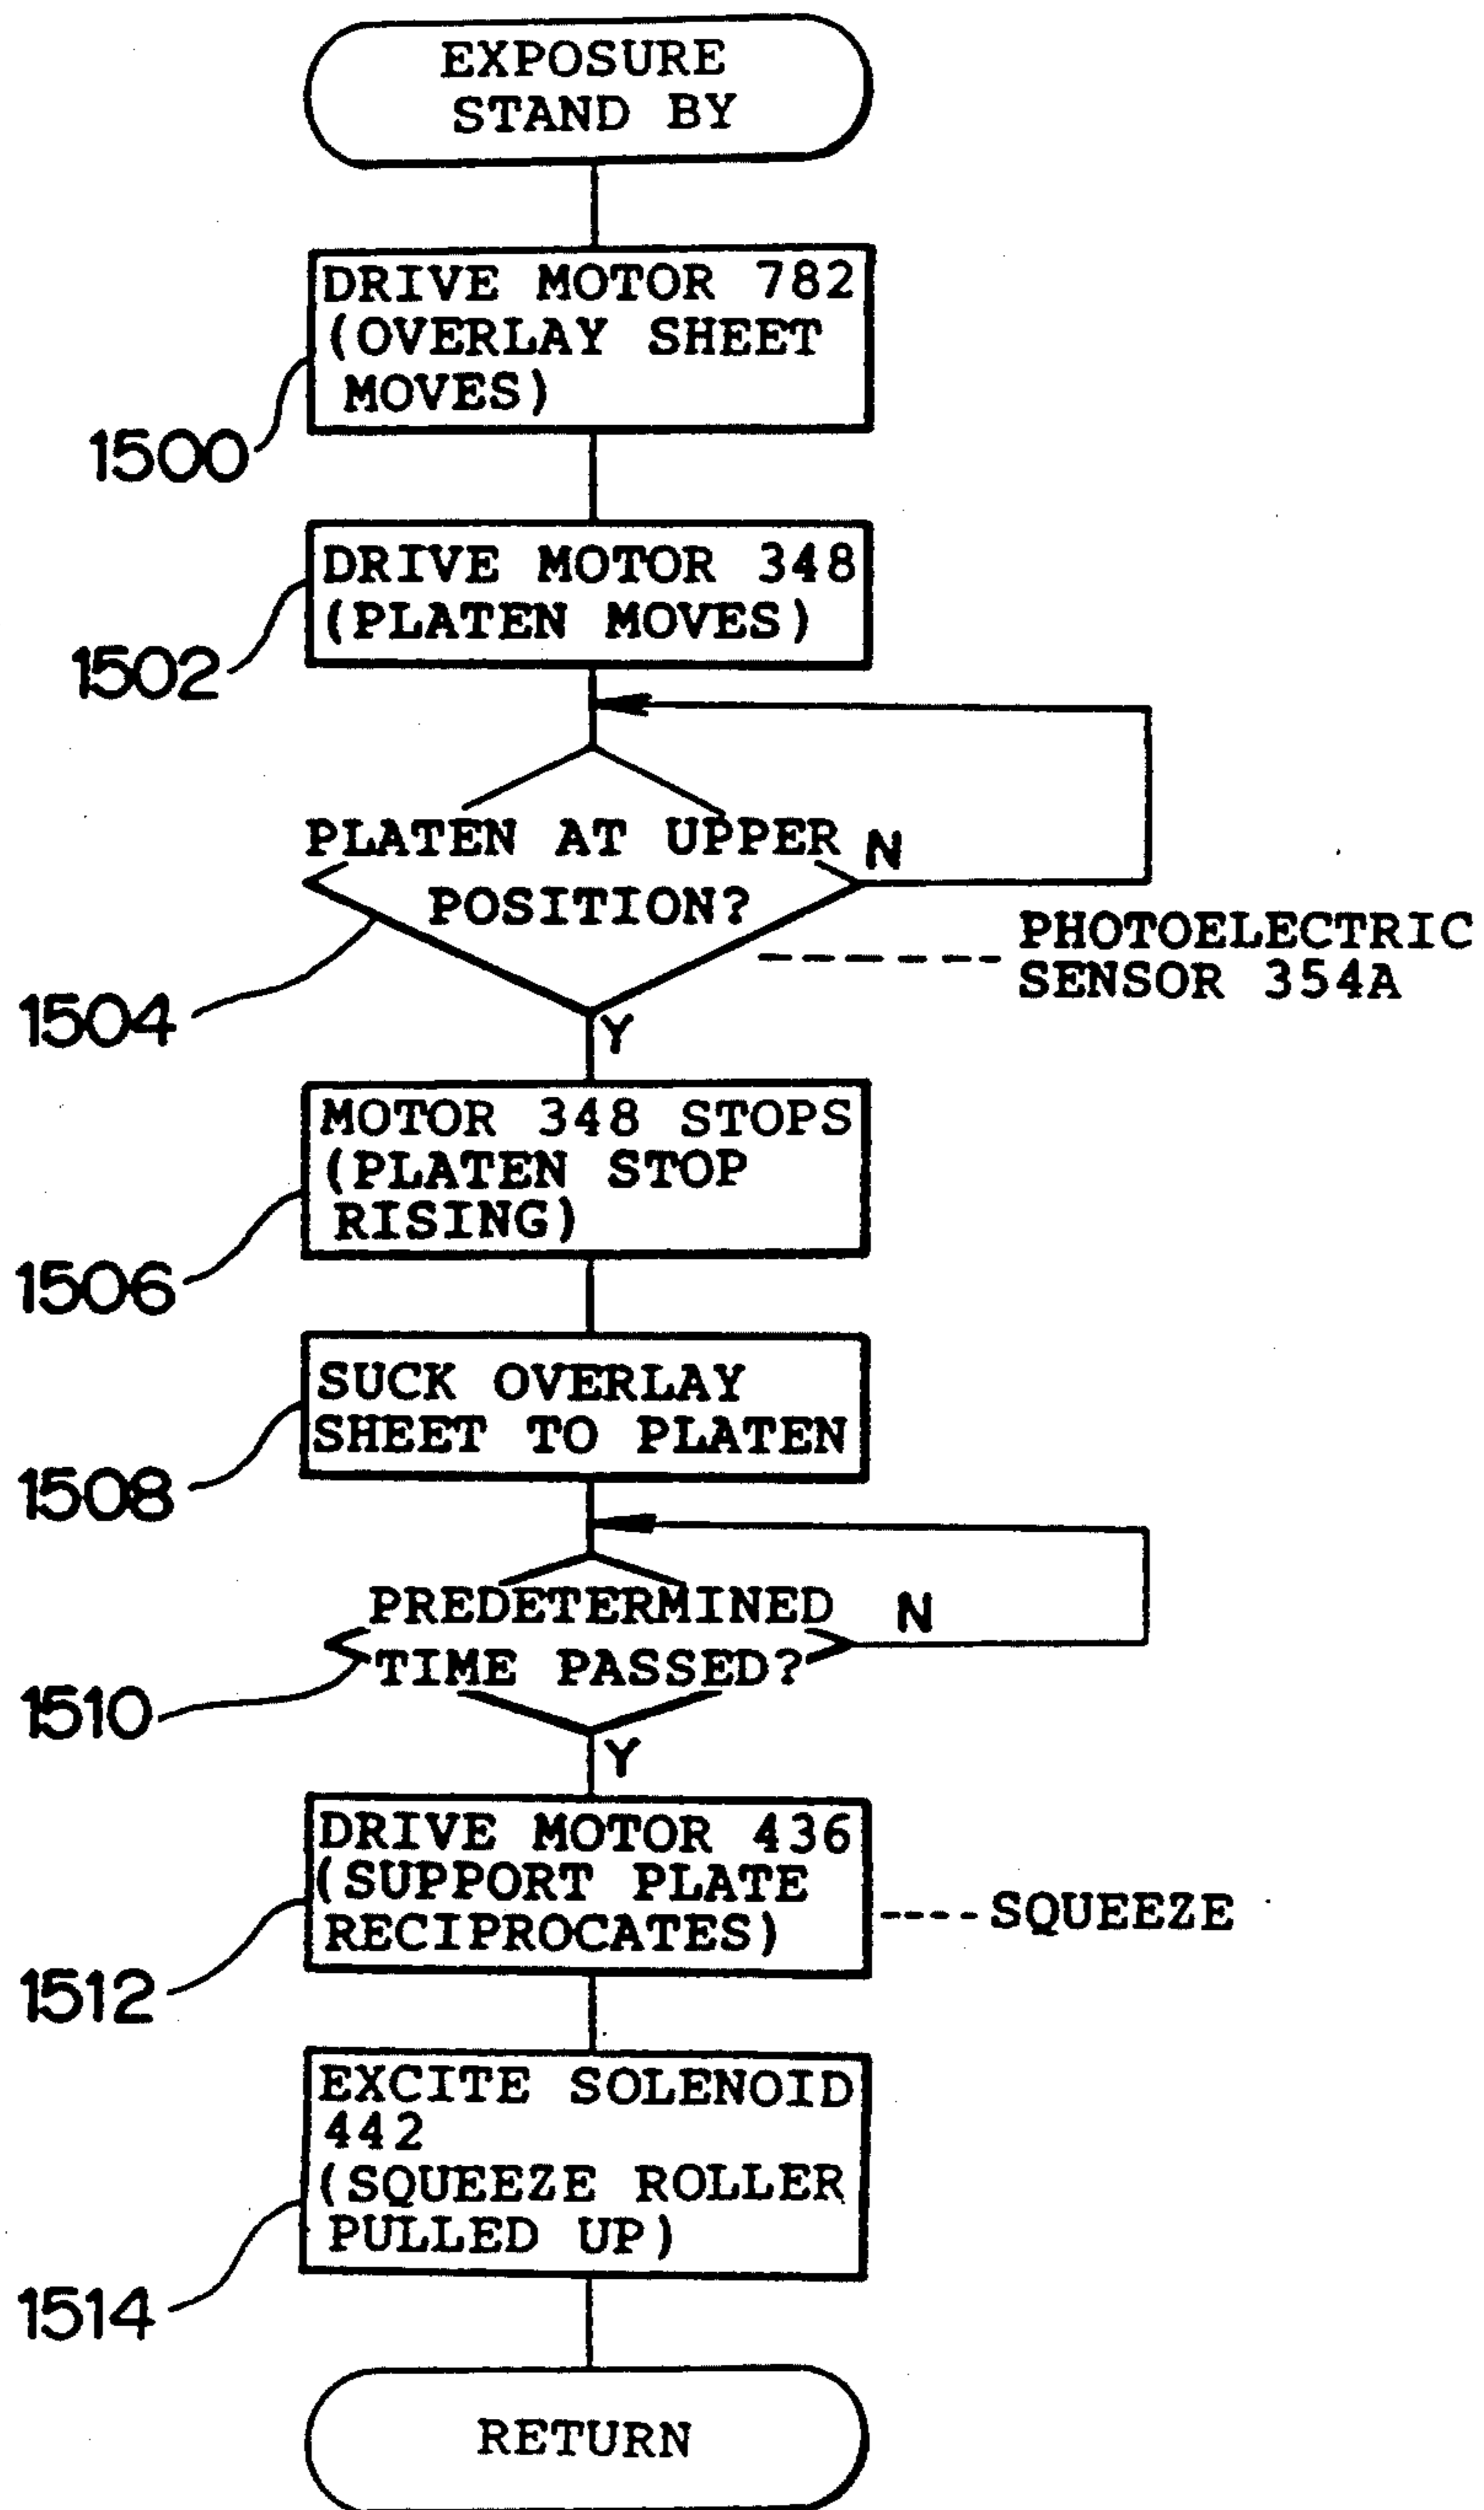 EXPOSURE
STAND BY
DRIVE MOTOR 782
(OVERLAY SHEET
MOVES)
1500
DRIVE MOTOR 348
(PLATEN MOVES)
1502
PLATEN AT UPPER
POSITION?
N
PHOTOELECTRIC
SENSOR 354A
1504
Y
MOTOR 348 STOPS
(PLATEN STOP
RISING)
1506
SUCK OVERLAY
SHEET TO PLATEN
1508
PREDETERMINED
TIME PASSED?
N
1510
Y
DRIVE MOTOR 436
(SUPPORT PLATE
RECIPROCATES)
SQUEEZE
1512
EXCITE SOLENOID
442
(SQUEEZE ROLLER
PULLED UP)
1514
RETURN